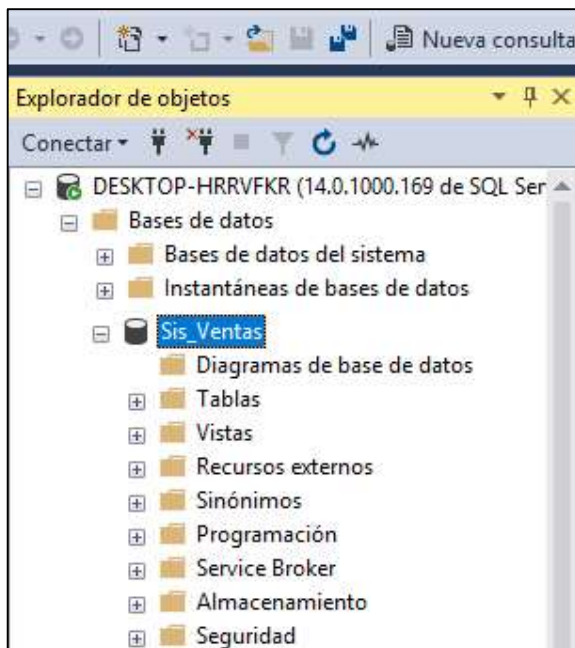 Nueva consulta
Explorador de objetos
Conectar
DESKTOP-HRRVFKR (14.0.1000.169 de SQL Ser
Bases de datos
Bases de datos del sistema
Instantáneas de bases de datos
Sis_Ventas
Diagramas de base de datos
Tablas
Vistas
Recursos externos
Sinónimos
Programación
Service Broker
Almacenamiento
Seguridad